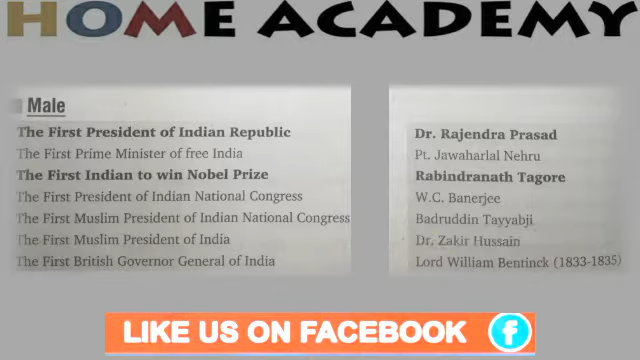 HOME ACADEMY
Male
The First President of Indian Republic Dr. Rajendra Prasad
The First Prime Minister of free India Pt. Jawaharlal Nehru
The First Indian to win Nobel Prize Rabindranath Tagore
The First President of Indian National Congress W.C. Banerjee
The First Muslim President of Indian National Congress Badruddin Tayyabji
The First Muslim President of India Dr. Zakir Hussain
The First British Governor General of India Lord William Bentinck (1833-1835)
LIKE US ON FACEBOOK f